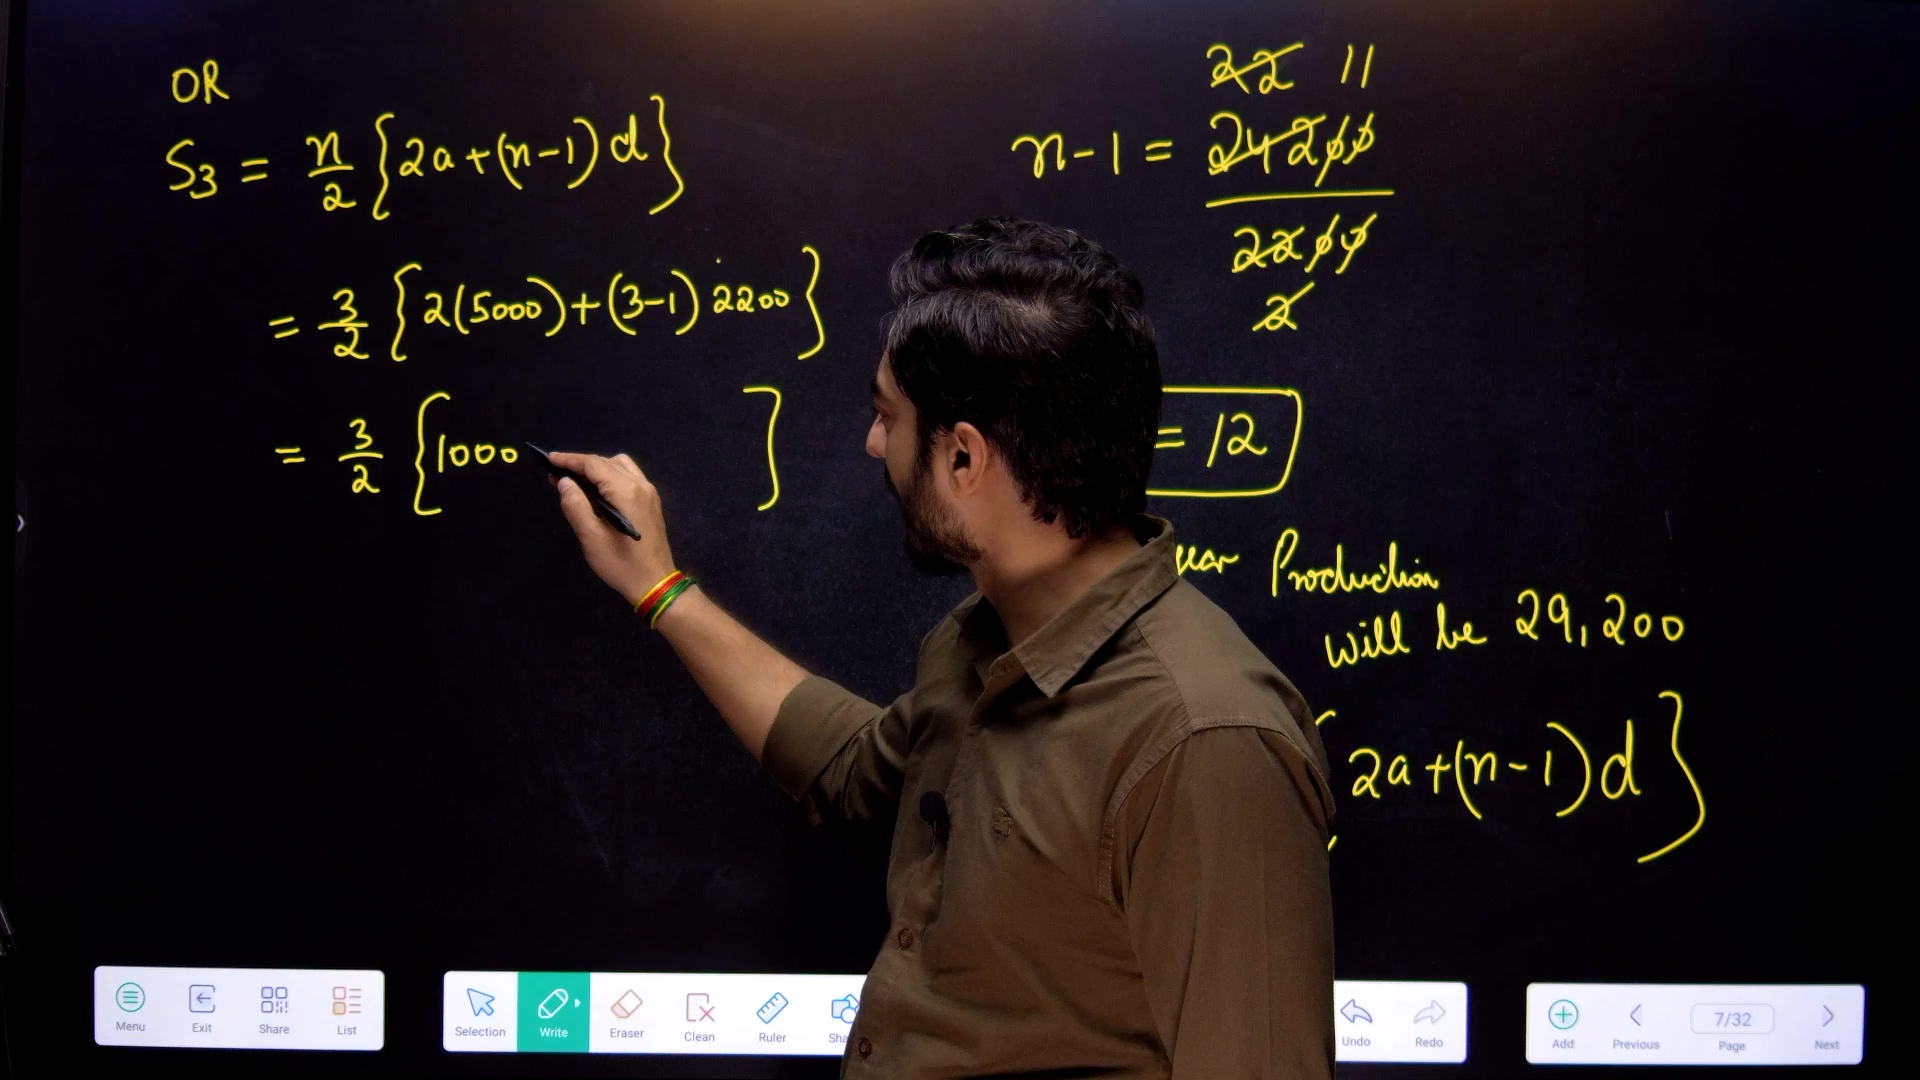 OR
S₃ = n/2 {2a+(n-1)d}
= 3/2 {2(5000)+(3-1)2200}
= 3/2 {1000 }
22 11
n-1 = 24200
2200
2
= 12
Production
will be 29,200
2a+(n-1)d}
Menu Exit Share List
Selection Write Eraser Clean Ruler Undo Redo
Add Previous 7/32 Page Next